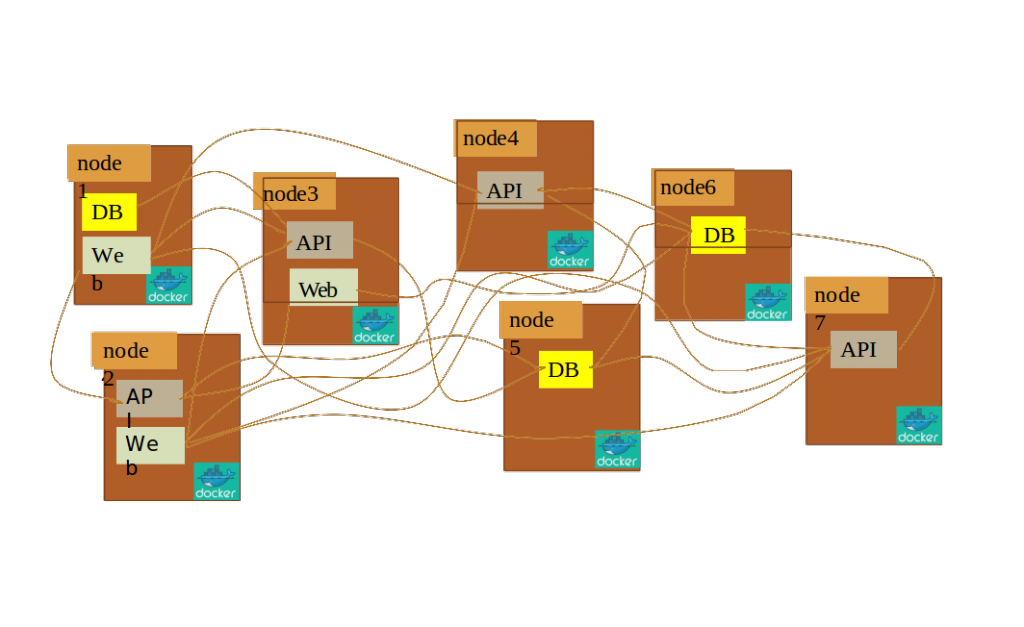 node
1
DB
We
b
docker
node
2
AP
I
We
b
docker
node3
API
Web
docker
node4
API
docker
node
5
DB
docker
node6
DB
docker
node
7
API
docker